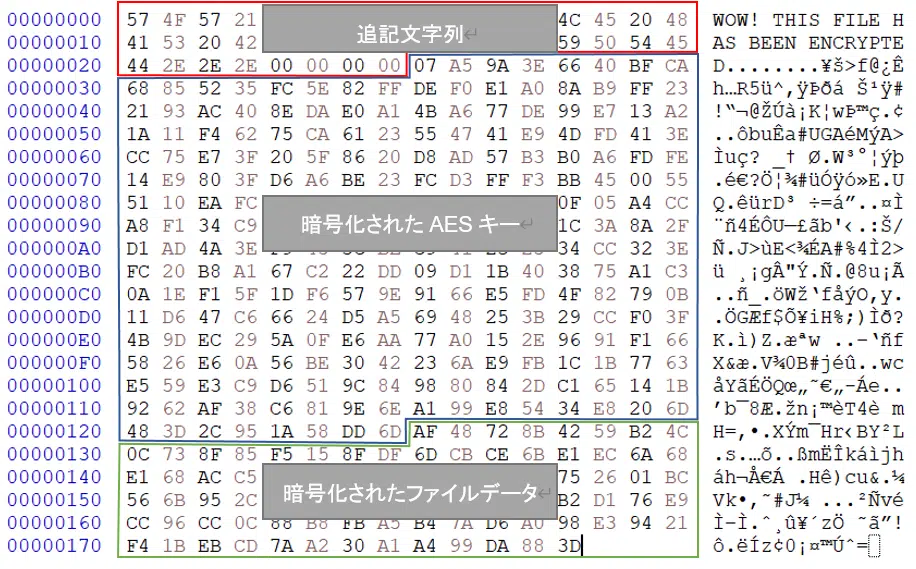 00000000 57 4F 57 21 4C 45 20 48 WOW! THIS FILE H
追記文字列
00000010 41 53 20 42 59 50 54 45 AS BEEN ENCRYPTE
00000020 44 2E 2E 2E 00 00 00 00 07 A5 9A 3E 66 40 BF CA D........¥š>f@¿Ê
00000030 68 85 52 35 FC 5E 82 FF DE F0 E1 A0 8A B9 FF 23 h…R5ü^‚ÿÞðá Š¹ÿ#
00000040 21 93 AC 40 8E DA E0 A1 4B A6 77 DE 99 E7 13 A2 !“¬@ŽÚà¡K¦wÞ™ç.¢
00000050 1A 11 F4 62 75 CA 61 23 55 47 41 E9 4D FD 41 3E ..ôbuÊa#UGAéMýA>
00000060 CC 75 E7 3F 20 5F 86 20 D8 AD 57 B3 B0 A6 FD FE Ìuç? _† Ø.W³°¦ýþ
00000070 14 E9 80 3F D6 A6 BE 23 FC D3 FF F3 BB 45 00 55 .é€?Ö¦¾#üÓÿó»E.U
00000080 51 10 EA FC 0F 05 A4 CC Q.êürD³ ÷=á”..¤Ì
暗号化された AES キー
00000090 A8 F1 34 C9 1C 3A 8A 2F ¨ñ4ÉÔU—£ãb'‹.:Š/
000000A0 D1 AD 4A 3E 34 CC 32 3E Ñ.J>ùE<¾ÉA#%4Ì2>
000000B0 FC 20 B8 A1 67 C2 22 DD 09 D1 1B 40 38 75 A1 C3 ü ¸¡gÂ"Ý.Ñ.@8u¡Ã
000000C0 0A 1E F1 5F 1D F6 57 9E 91 66 E5 FD 4F 82 79 0B ..ñ_.öWž‘fåýO‚y.
000000D0 11 D6 47 C6 66 24 D5 A5 69 48 25 3B 29 CC F0 3F .ÖGÆf$Õ¥iH%;)Ìð?
000000E0 4B 9D EC 29 5A 0F E6 AA 77 A0 15 2E 96 91 F1 66 K.ì)Z.æªw ..–‘ñf
000000F0 58 26 E6 0A 56 BE 30 42 23 6A E9 FB 1C 1B 77 63 X&æ.V¾0B#jéû..wc
00000100 E5 59 E3 C9 D6 51 9C 84 98 80 84 2D C1 65 14 1B åYãÉÖQœ„˜€„-Áe..
00000110 92 62 AF 38 C6 81 9E 6E A1 99 E8 54 34 E8 20 6D ’b¯8Æ.žn¡™èT4è m
00000120 48 3D 2C 95 1A 58 DD 6D AF 48 72 8B 42 59 B2 4C H=,•.XÝm¯Hr‹BY²L
00000130 0C 73 8F 85 F5 15 8F DF 6D CB CE 6B E1 EC 6A 68 .s.…õ..ßmËÎkáìjh
00000140 E1 68 AC C5 75 26 01 BC áh¬Å€Á .Hê)cu&.¼
暗号化されたファイルデータ
00000150 56 6B 95 2C B2 D1 76 E9 Vk•,˜#J¼ ...²Ñvé
00000160 CC 96 CC 0C 88 B8 FB A5 B4 7A D6 A0 98 E3 94 21 Ì–Ì.ˆ¸û¥´zÖ ˜ã”!
00000170 F4 1B EB CD 7A A2 30 A1 A4 99 DA 88 3D ô.ëÍz¢0¡¤™Úˆ=